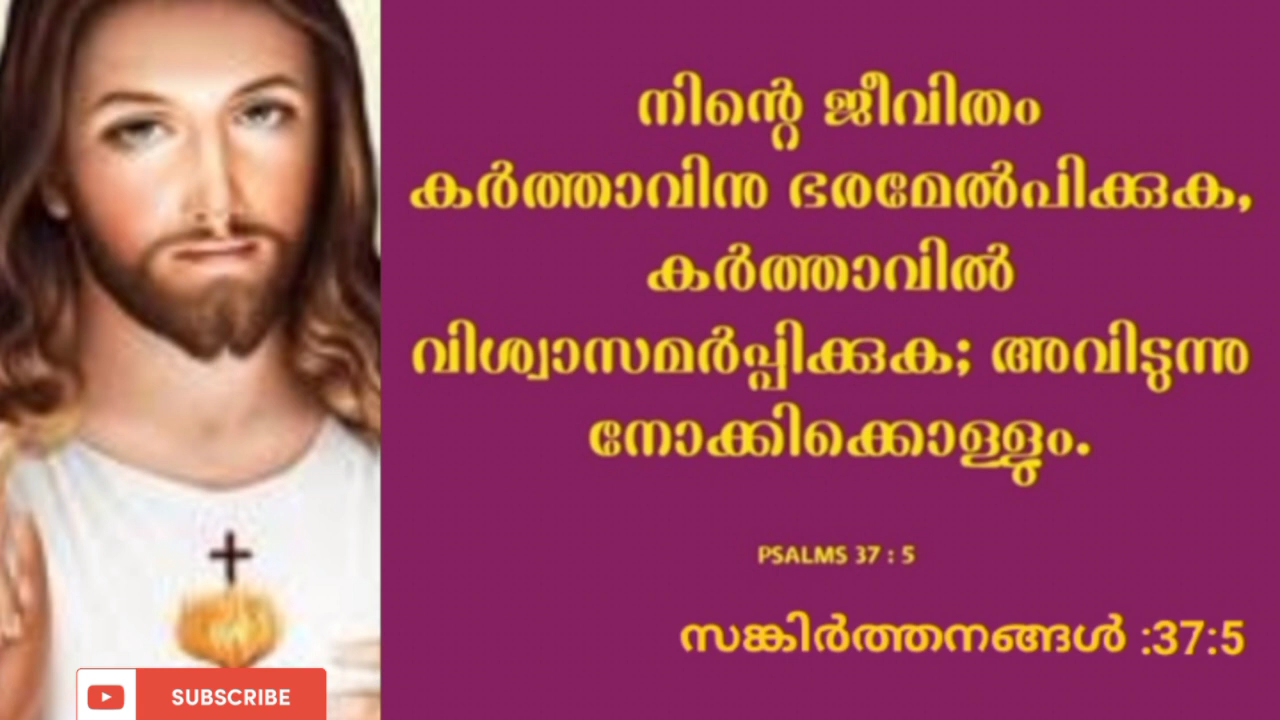 നിന്റെ ജീവിതം
കർത്താവിനു ഭരമേൽപിക്കുക,
കർത്താവിൽ
വിശ്വാസമർപ്പിക്കുക; അവിടുന്നു
നോക്കിക്കൊള്ളും.
PSALMS 37 : 5
സങ്കിർത്തനങ്ങൾ :37:5
SUBSCRIBE